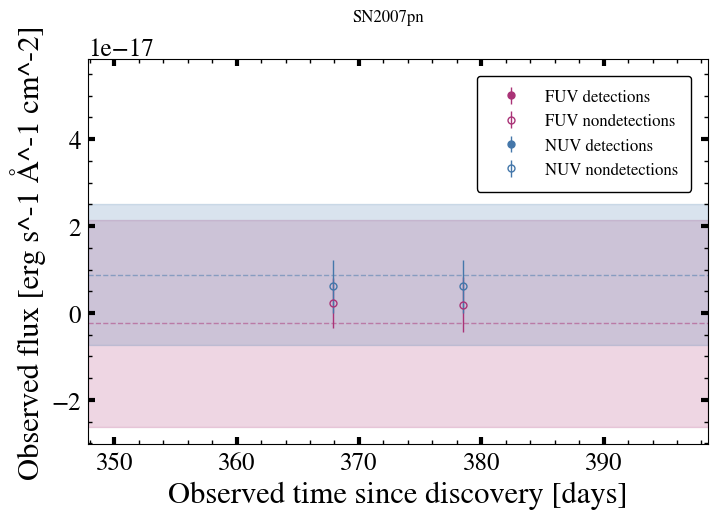 SN2007pn
1e−17
FUV detections
FUV nondetections
NUV detections
NUV nondetections
4
2
0
−2
350 360 370 380 390
Observed time since discovery [days]
Observed flux [erg s^-1 Å^-1 cm^-2]